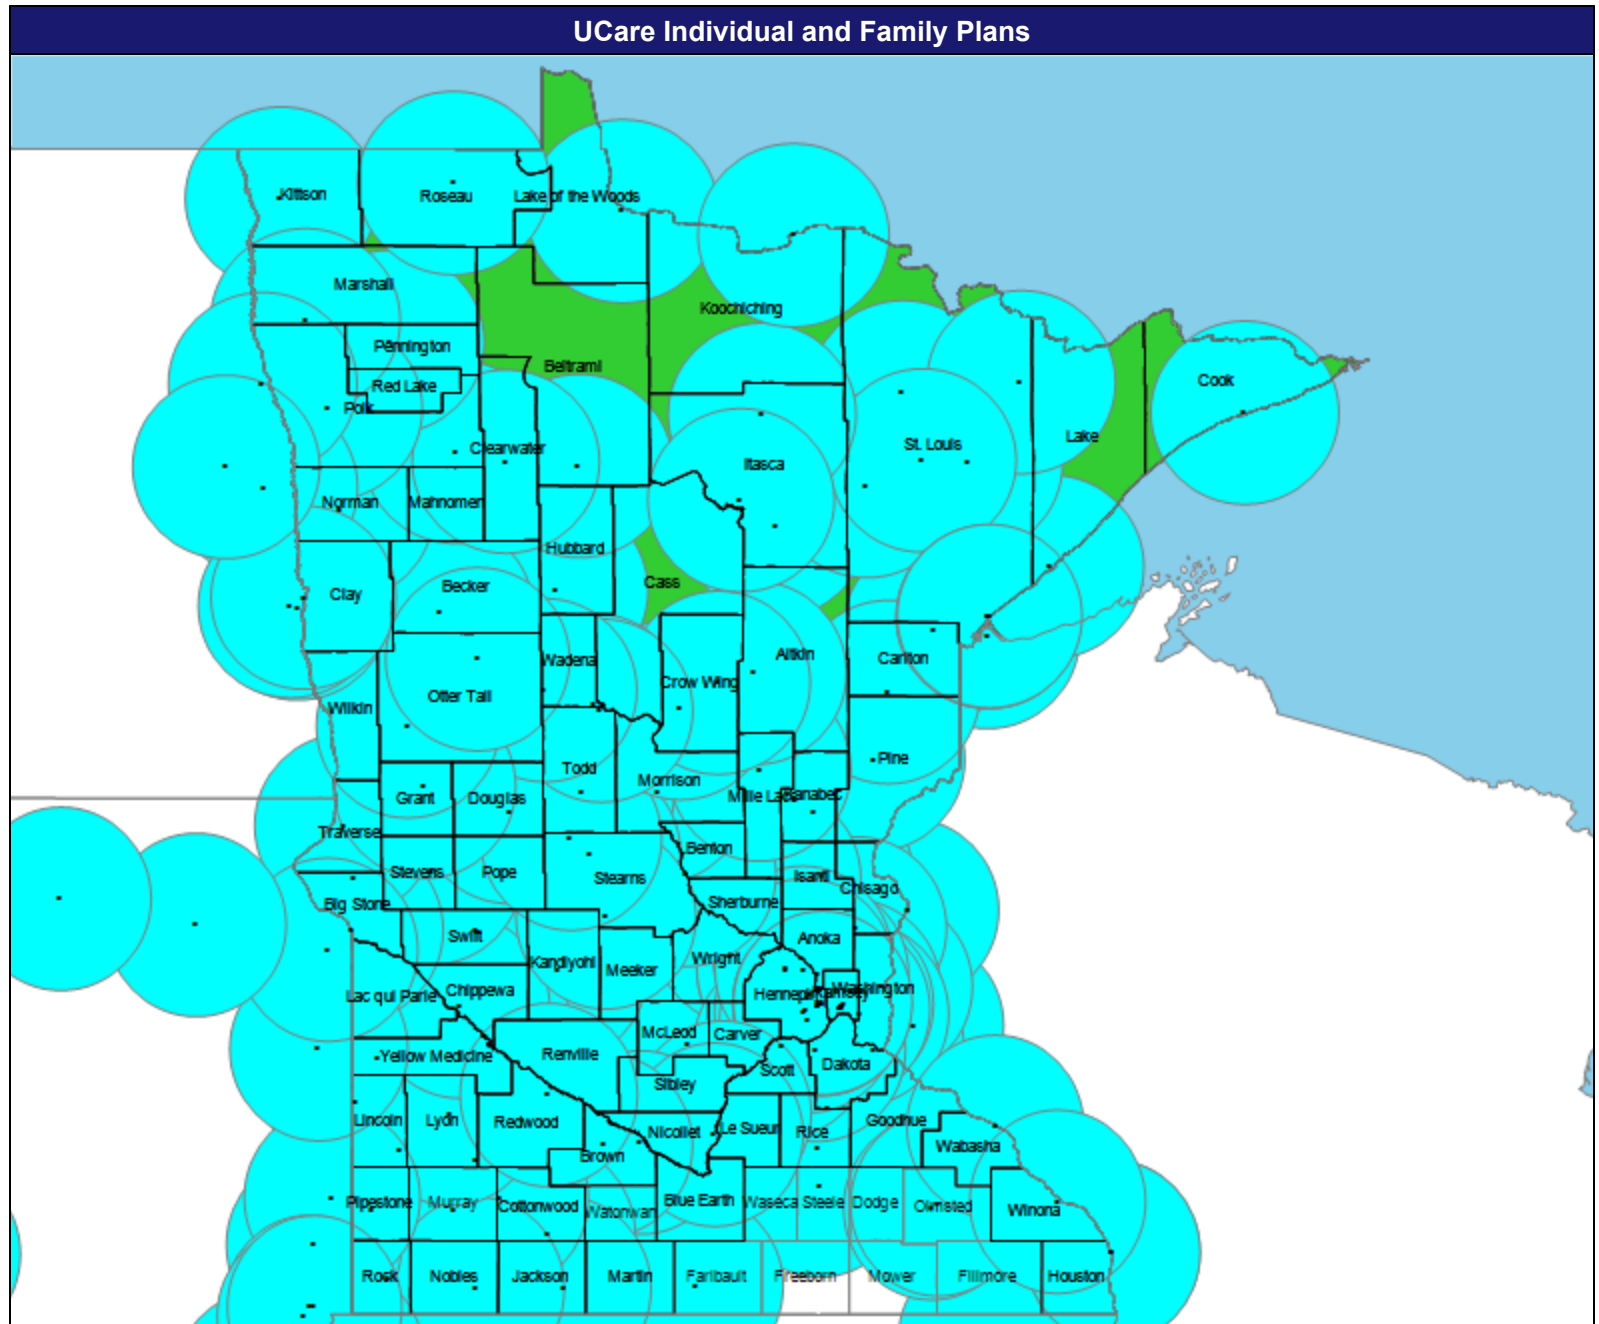 UCare Individual and Family Plans
Kittson
Roseau
Lake of the Woods
Marshall
Koochiching
Pennington
Beltrami
Red Lake
Cook
Polk
Lake
Clearwater
St. Louis
Itasca
Norman
Mahnomen
Hubbard
Cass
Becker
Clay
Aitkin
Carlton
Wadena
Crow Wing
Otter Tail
Wilkin
Pine
Todd
Morrison
Grant
Douglas
Mille Lacs
Kanabec
Traverse
Benton
Stevens
Pope
Stearns
Isanti
Chisago
Big Stone
Sherburne
Swift
Anoka
Kandiyohi
Meeker
Wright
Chippewa
Lac qui Parle
Hennepin
Ramsey
Washington
McLeod
Carver
Yellow Medicine
Renville
Scott
Dakota
Sibley
Lincoln
Lyon
Redwood
Nicollet
Le Sueur
Rice
Goodhue
Wabasha
Brown
Pipestone
Murray
Cottonwood
Watonwan
Blue Earth
Waseca
Steele
Dodge
Olmsted
Winona
Rock
Nobles
Jackson
Martin
Faribault
Freeborn
Mower
Fillmore
Houston